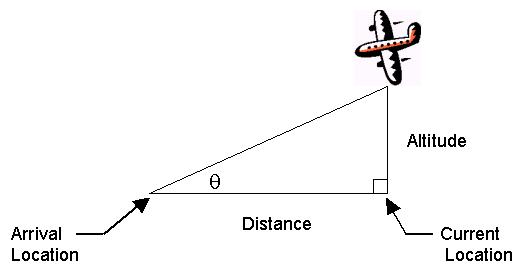 Altitude
θ
Distance
Arrival
Location
Current
Location